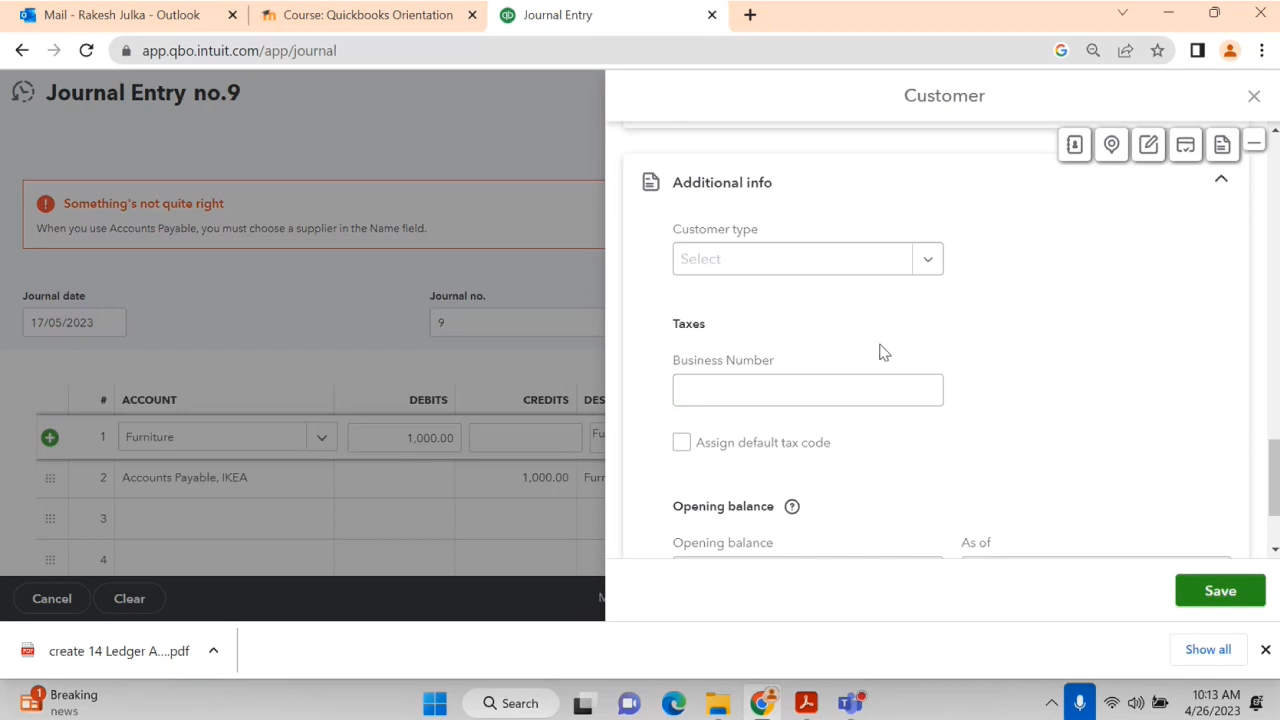 Mail - Rakesh Julka - Outlook
Course: Quickbooks Orientation
qb Journal Entry
app.qbo.intuit.com/app/journal
Journal Entry no.9
Customer
Something's not quite right
When you use Accounts Payable, you must choose a supplier in the Name field.
Additional info
Customer type
Select
Journal date
Journal no.
17/05/2023
9
Taxes
Business Number
# ACCOUNT DEBITS CREDITS DES
1 Furniture 1,000.00 Fu
Assign default tax code
2 Accounts Payable, IKEA 1,000.00 Furr
Opening balance ?
3
Opening balance As of
4
Cancel Clear M
Save
PDF create 14 Ledger A....pdf
Show all
1 Breaking
news
Search
10:13 AM
4/26/2023